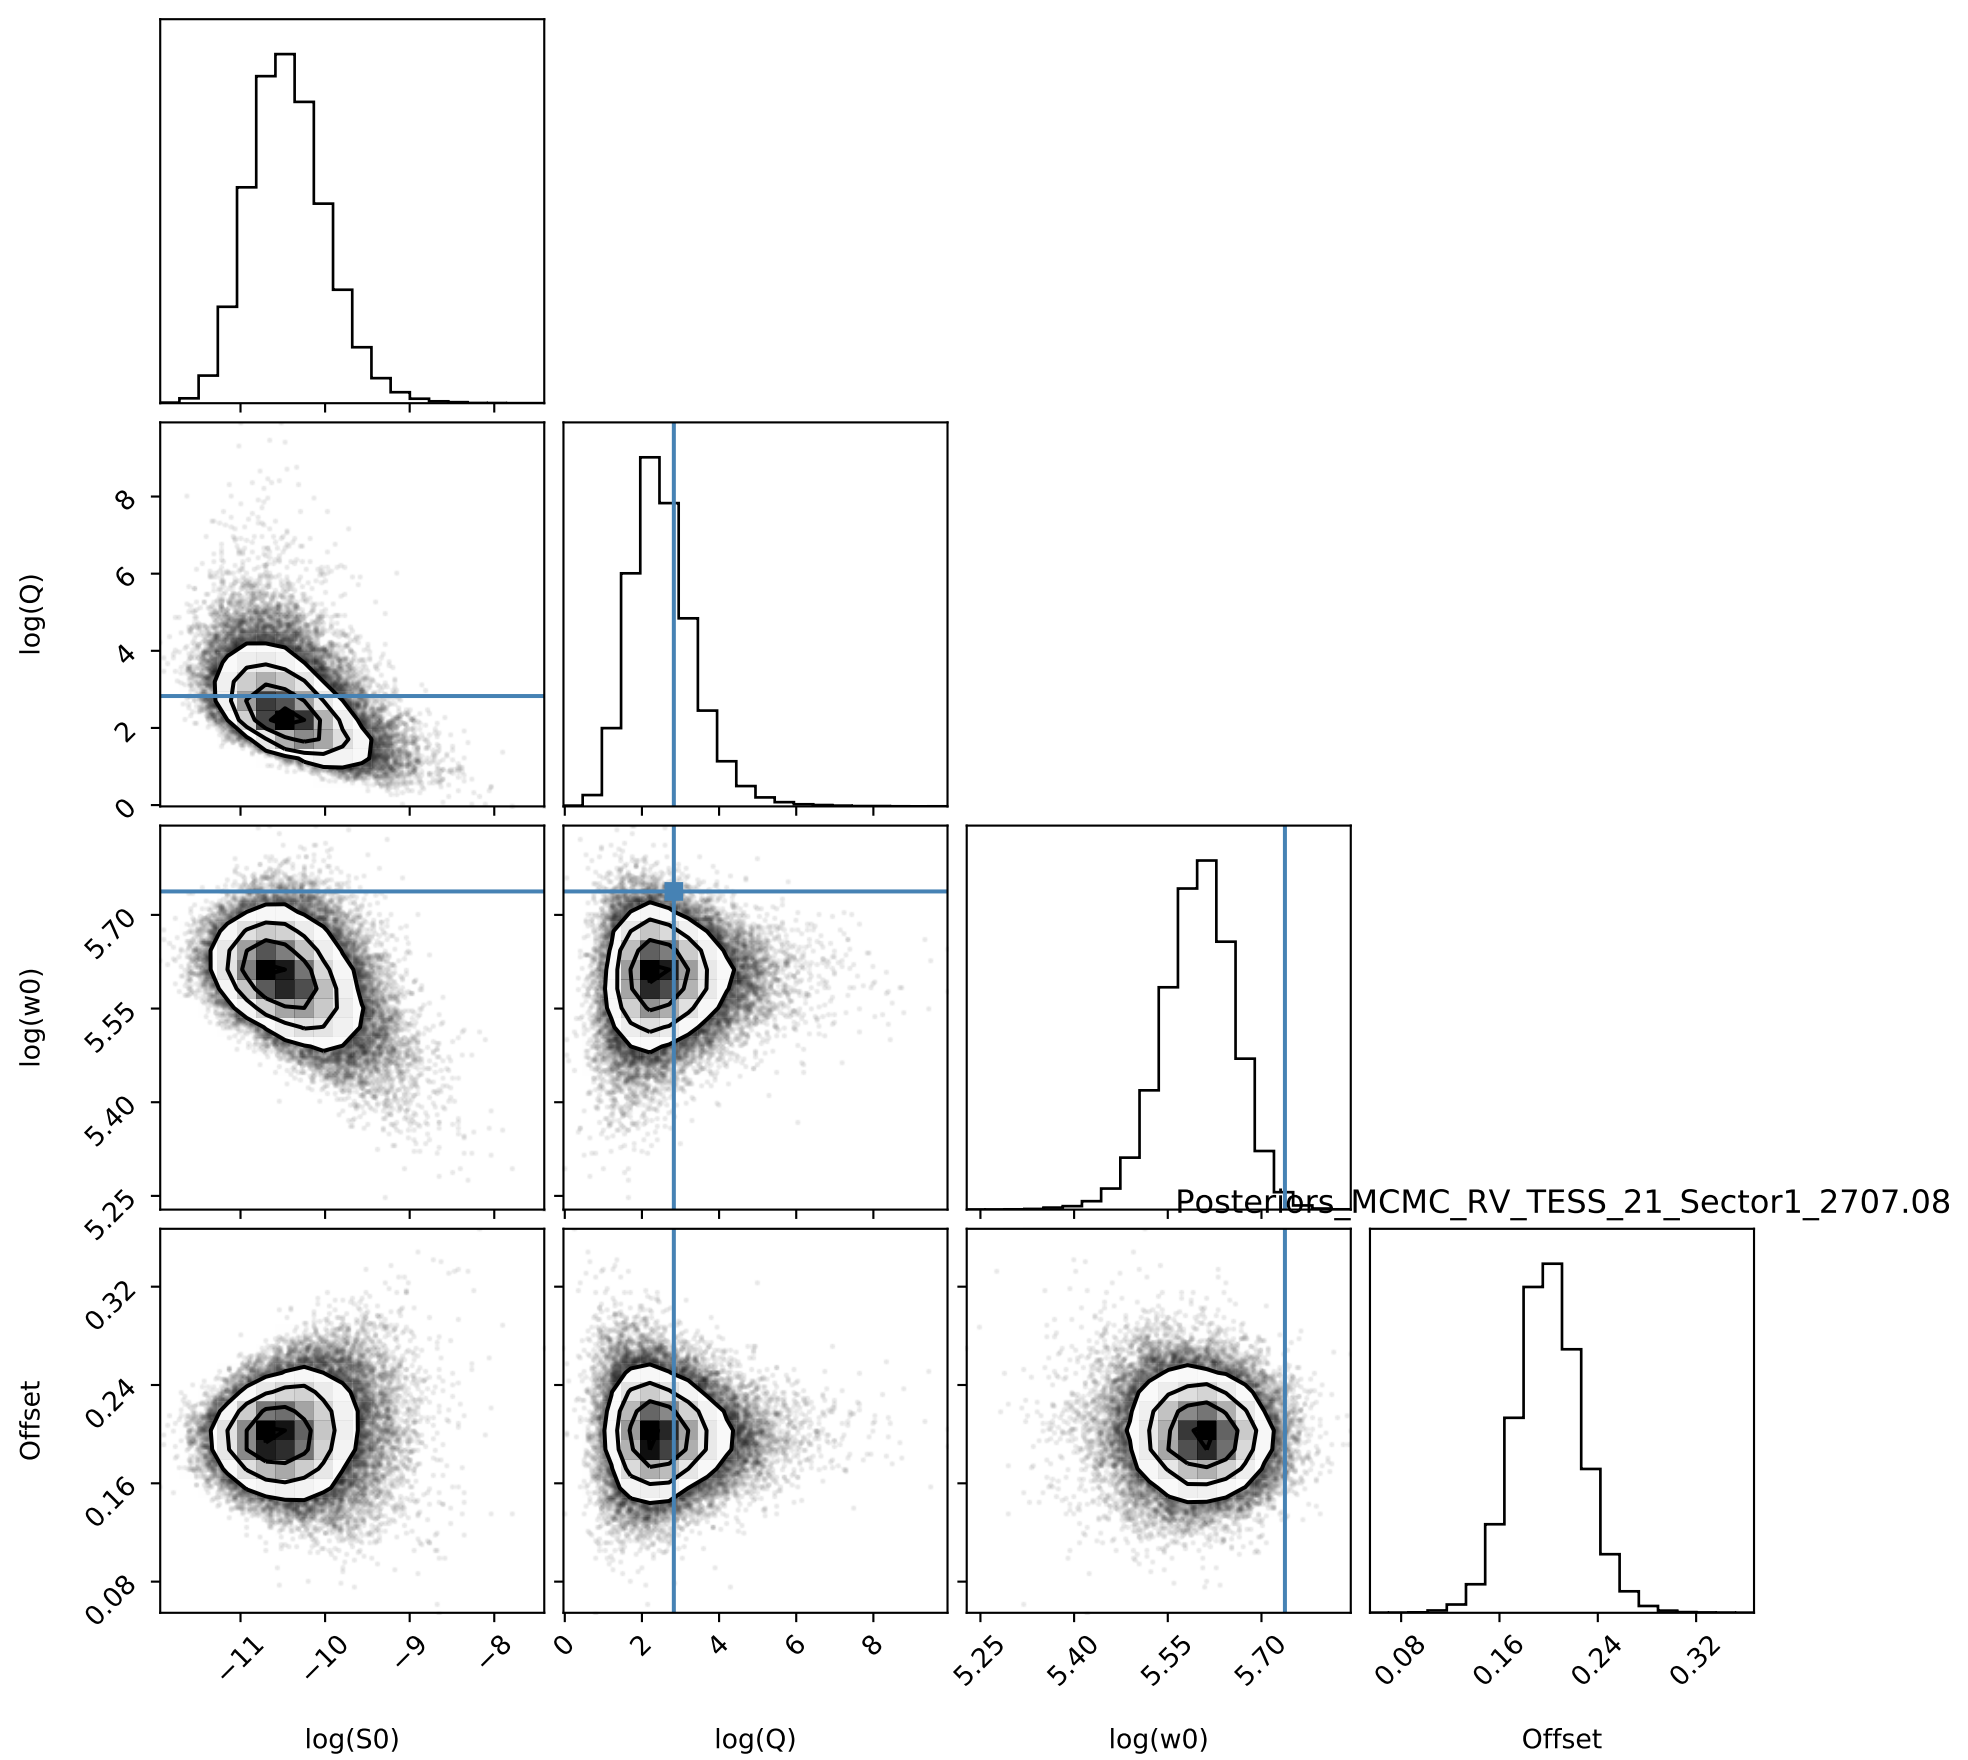 log(Q)
8
6
4
2
0
log(w0)
5.70
5.55
5.40
5.25
Posteriors_MCMC_RV_TESS_21_Sector1_2707.08
Offset
0.32
0.24
0.16
0.08
−11 −10 −9 −8 0 2 4 6 8 5.25 5.40 5.55 5.70 0.08 0.16 0.24 0.32
log(S0) log(Q) log(w0) Offset